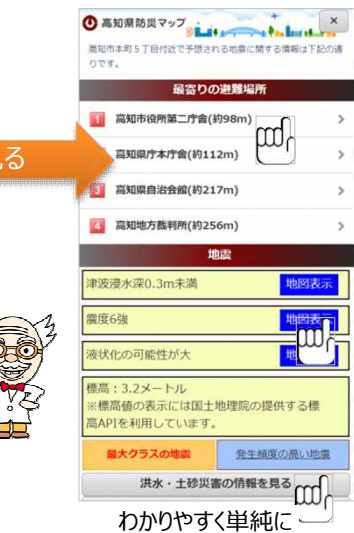 高知県防災マップ
×
高知市本町5丁目付近で予想される地震に関する情報は下記の通
りです。
最寄りの避難場所
1 高知市役所第二庁舎(約98m)
える
高知県庁本庁舎(約112m)
3 高知県自治会館(約217m)
4 高知地方裁判所(約256m)
地震
津波浸水深0.3m未満 地図表示
震度6強 地図表示
液状化の可能性が大 地
標高：3.2メートル
※標高値の表示には国土地理院の提供する標
高APIを利用しています。
最大クラスの地震 発生頻度の高い地震
洪水・土砂災害の情報を見る
わかりやすく単純に